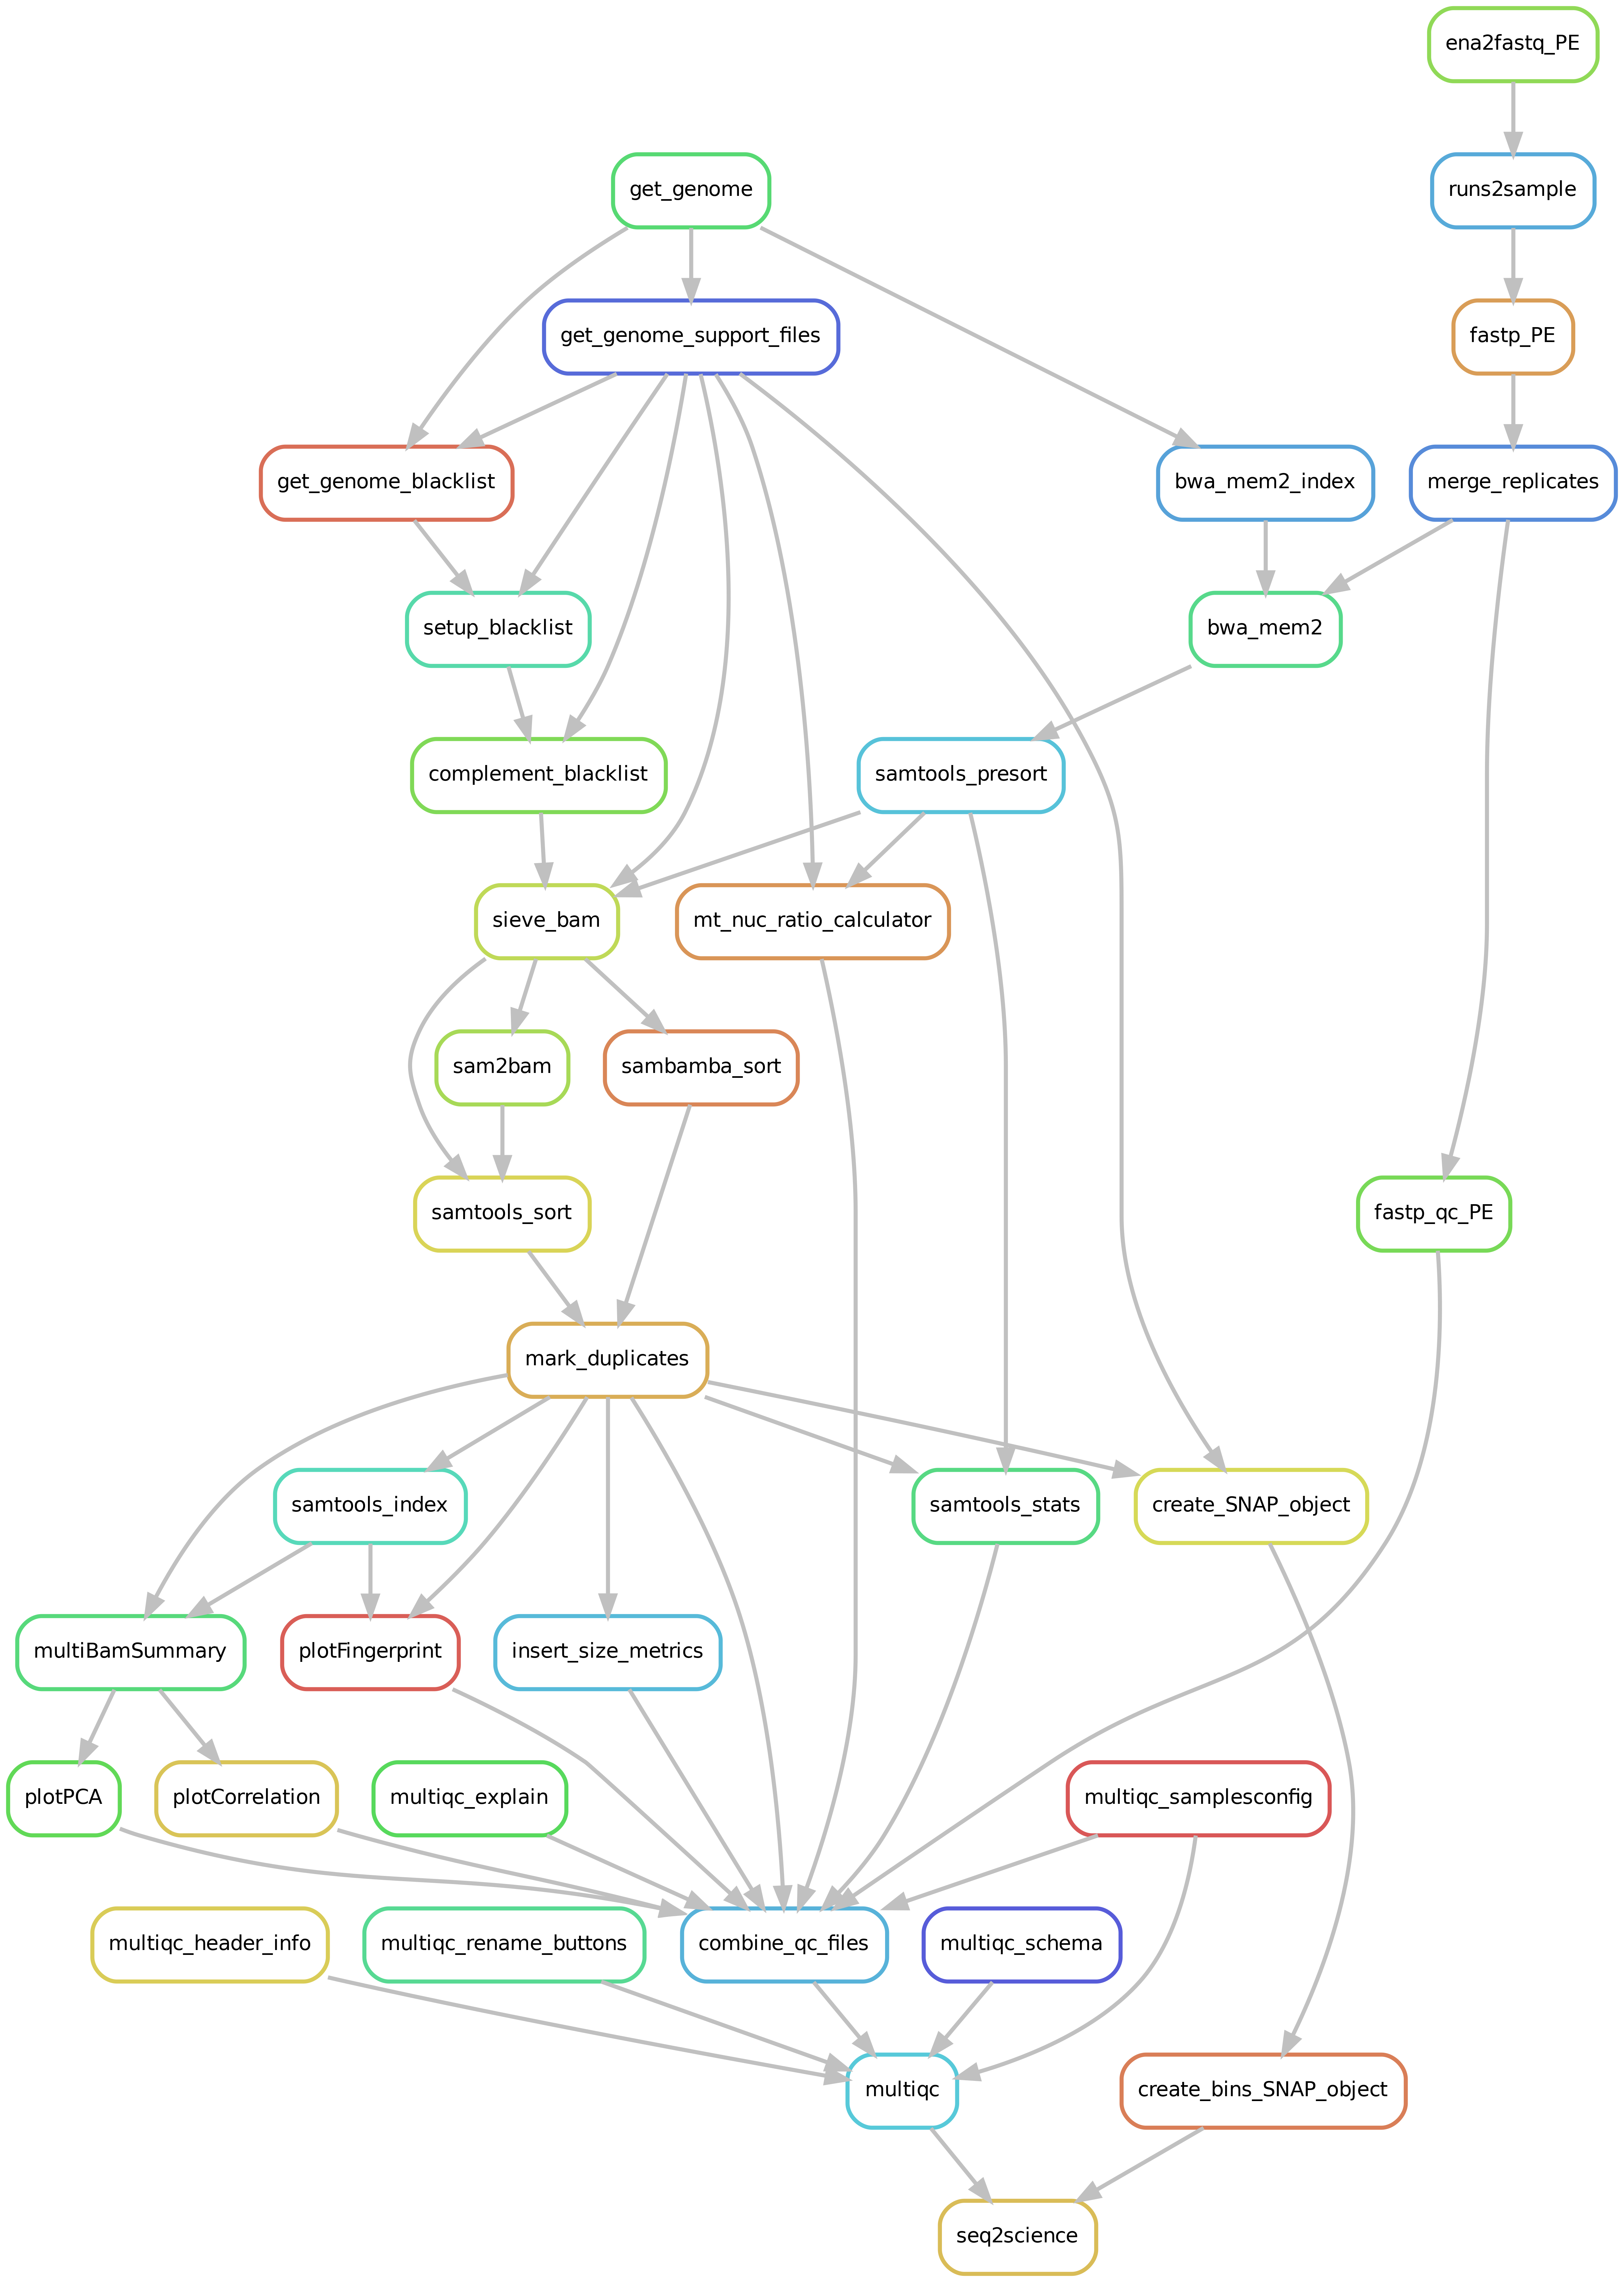 ena2fastq_PE
get_genome
runs2sample
get_genome_support_files
fastp_PE
get_genome_blacklist
bwa_mem2_index
merge_replicates
setup_blacklist
bwa_mem2
complement_blacklist
samtools_presort
sieve_bam
mt_nuc_ratio_calculator
sam2bam
sambamba_sort
samtools_sort
fastp_qc_PE
mark_duplicates
samtools_index
samtools_stats
create_SNAP_object
multiBamSummary
plotFingerprint
insert_size_metrics
plotPCA
plotCorrelation
multiqc_explain
multiqc_samplesconfig
multiqc_header_info
multiqc_rename_buttons
combine_qc_files
multiqc_schema
multiqc
create_bins_SNAP_object
seq2science